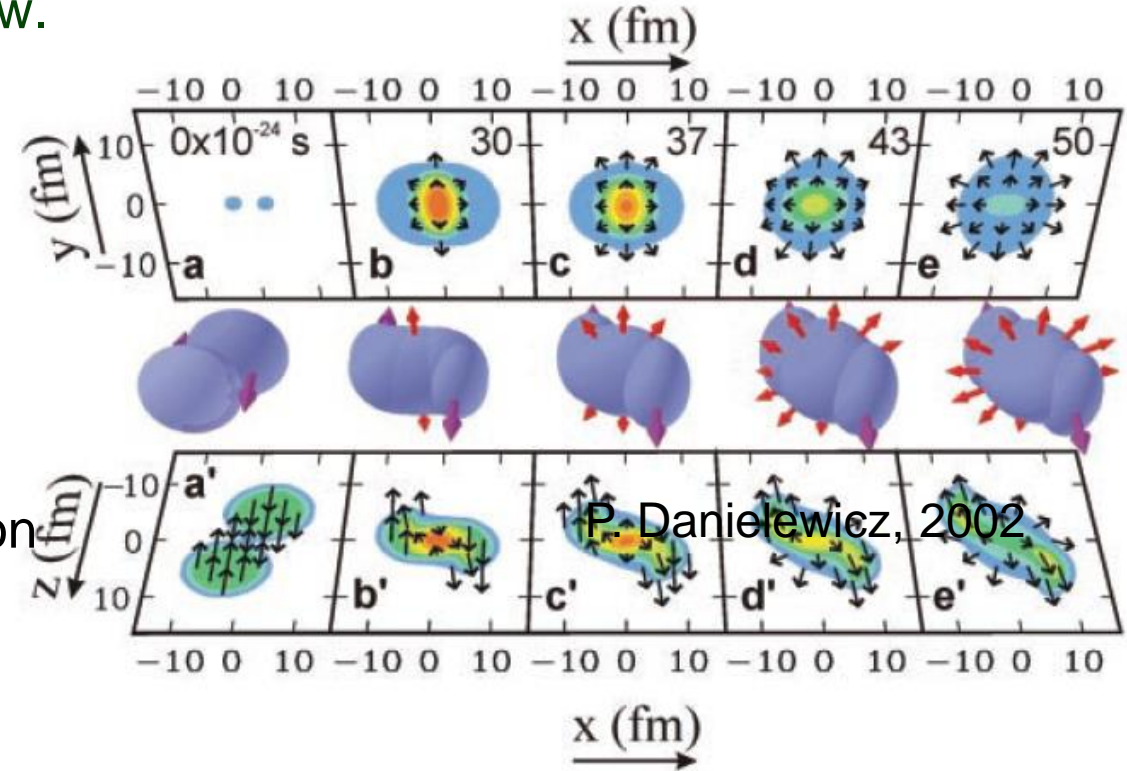 w.
x (fm)
−10 0 10 −10 0 10 −10 0 10 −10 0 10 −10 0 10
y (fm)
10
0
−10
0x10-24 s
30
37
43
50
a
b
c
d
e
z (fm)
−10
0
10
on
a'
b'
c'
d'
e'
P. Danielewicz, 2002
−10 0 10 −10 0 10 −10 0 10 −10 0 10 −10 0 10
x (fm)